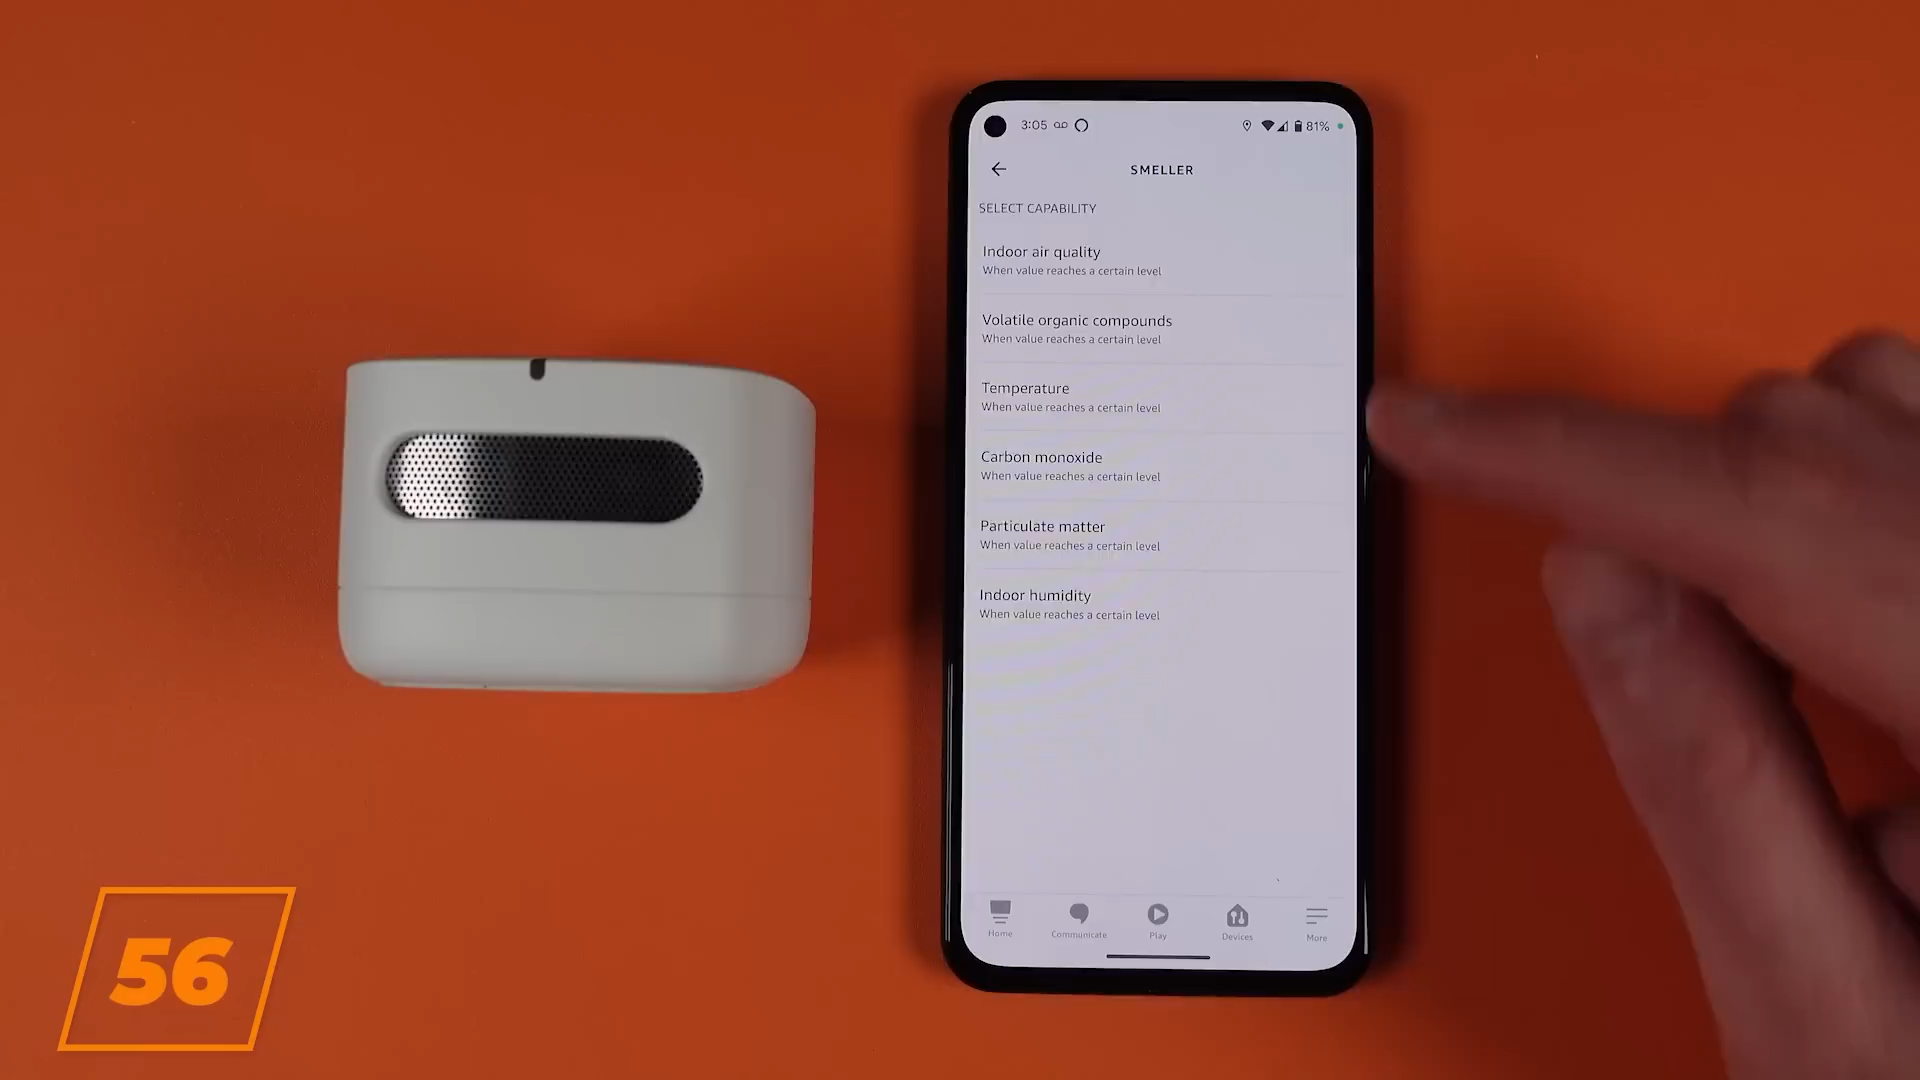 3:05
81%
SMELLER
SELECT CAPABILITY
Indoor air quality
When value reaches a certain level
Volatile organic compounds
When value reaches a certain level
Temperature
When value reaches a certain level
Carbon monoxide
When value reaches a certain level
Particulate matter
When value reaches a certain level
Indoor humidity
When value reaches a certain level
Home
Communicate
Play
Devices
More
56